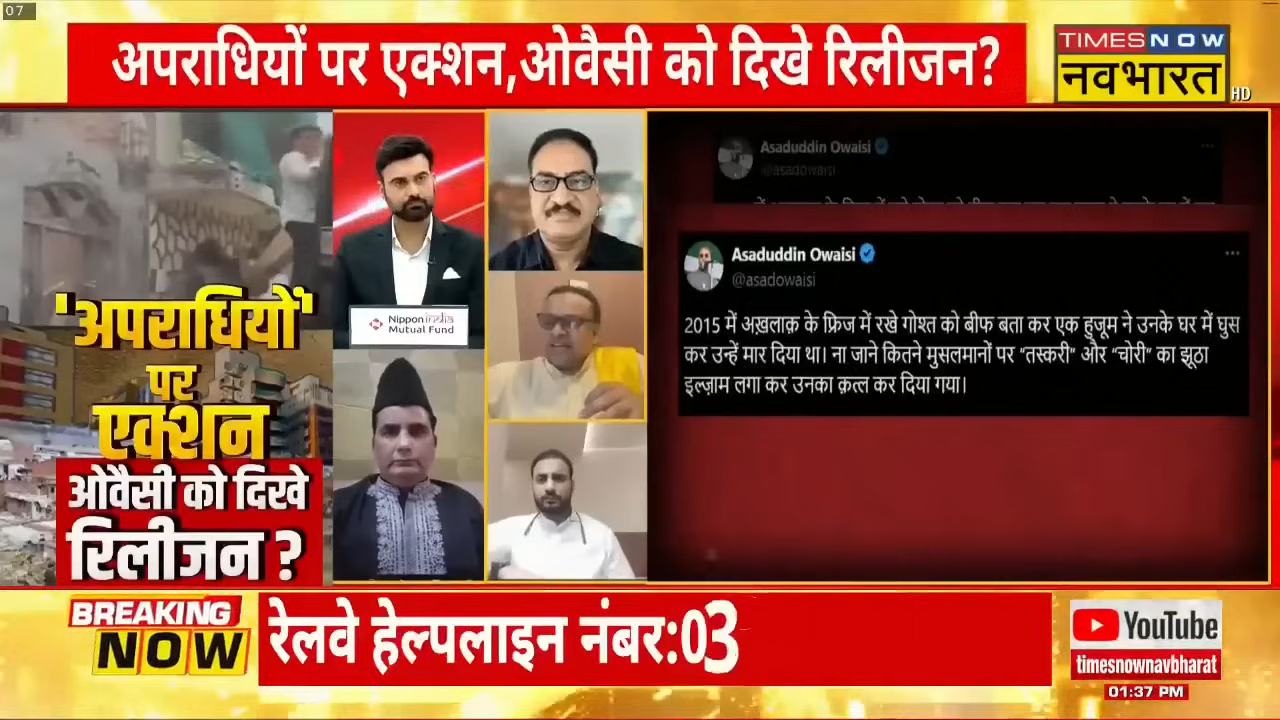 07
अपराधियों पर एक्शन,ओवैसी को दिखे रिलीजन?
TIMES NOW
नवभारत
HD
Asaduddin Owaisi
@asadowaisi
Asaduddin Owaisi
@asadowaisi
2015 में अख़लाक़ के फ्रिज में रखे गोश्त को बीफ बता कर एक हुजूम ने उनके घर में घुस
कर उन्हें मार दिया था। ना जाने कितने मुसलमानों पर "तस्करी" और "चोरी" का झूठा
इल्ज़ाम लगा कर उनका क़त्ल कर दिया गया।
Nippon india
Mutual Fund
'अपराधियों'
पर
एक्शन
ओवैसी को दिखे
रिलीजन ?
BREAKING
NOW
रेलवे हेल्पलाइन नंबर:03
YouTube
timesnownavbharat
01:37 PM